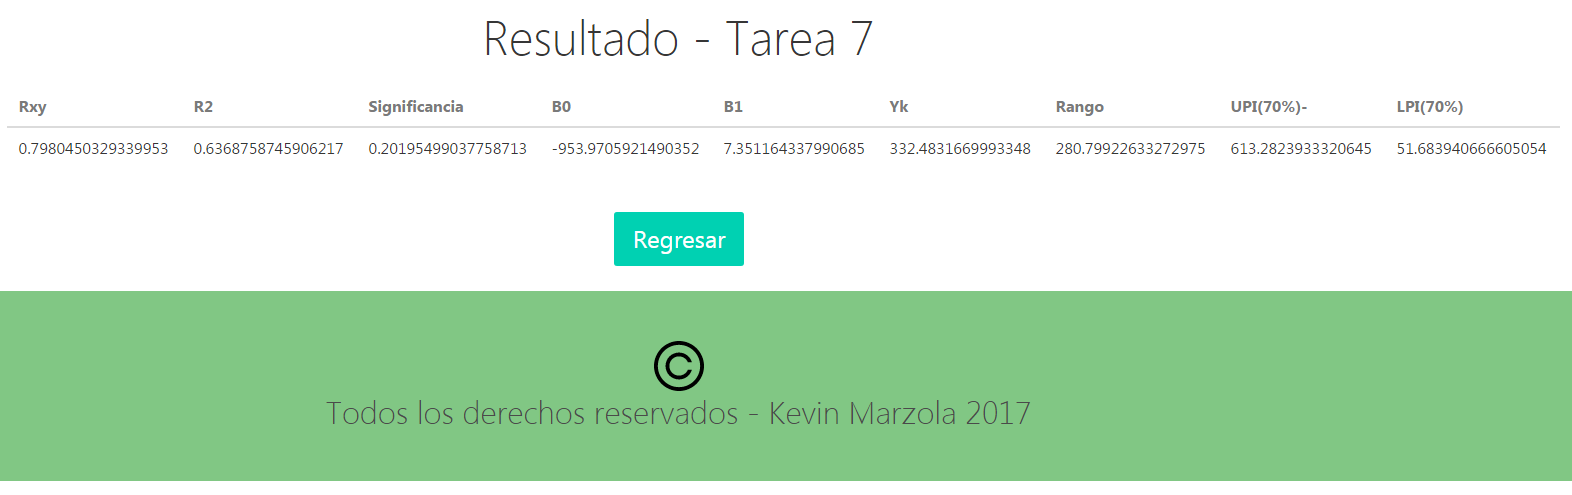 Resultado - Tarea 7
Rxy R2 Significancia B0 B1 Yk Rango UPI(70%)- LPI(70%)
0.7980450329339953 0.6368758745906217 0.20195499037758713 -953.9705921490352 7.351164337990685 332.4831669993348 280.79922633272975 613.2823933320645 51.683940666605054
Regresar
©
Todos los derechos reservados - Kevin Marzola 2017